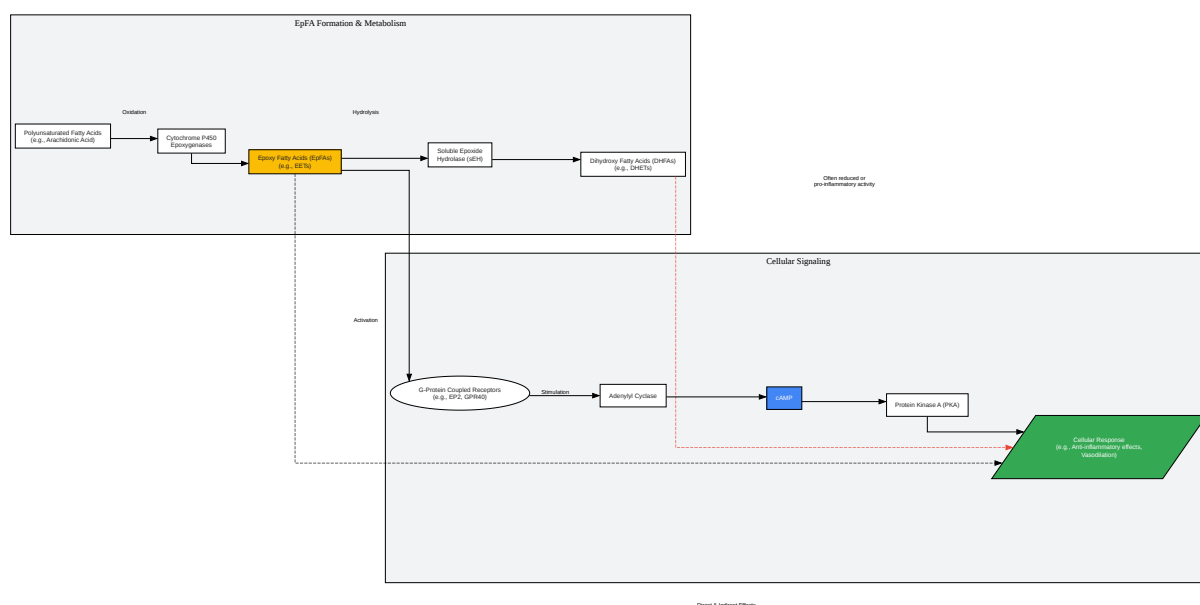 EpFA Formation & Metabolism
Oxidation
Hydrolysis
Polyunsaturated Fatty Acids
(e.g., Arachidonic Acid)
Cytochrome P450
Epoxygenases
Epoxy Fatty Acids (EpFAs)
(e.g., EETs)
Soluble Epoxide
Hydrolase (sEH)
Dihydroxy Fatty Acids (DHFAs)
(e.g., DHETs)
Often reduced or
pro-inflammatory activity
Cellular Signaling
Activation
G-Protein Coupled Receptors
(e.g., EP2, GPR40)
Stimulation
Adenylyl Cyclase
cAMP
Protein Kinase A (PKA)
Cellular Response
(e.g., Anti-inflammatory effects,
Vasodilation)
Direct & Indirect Effects